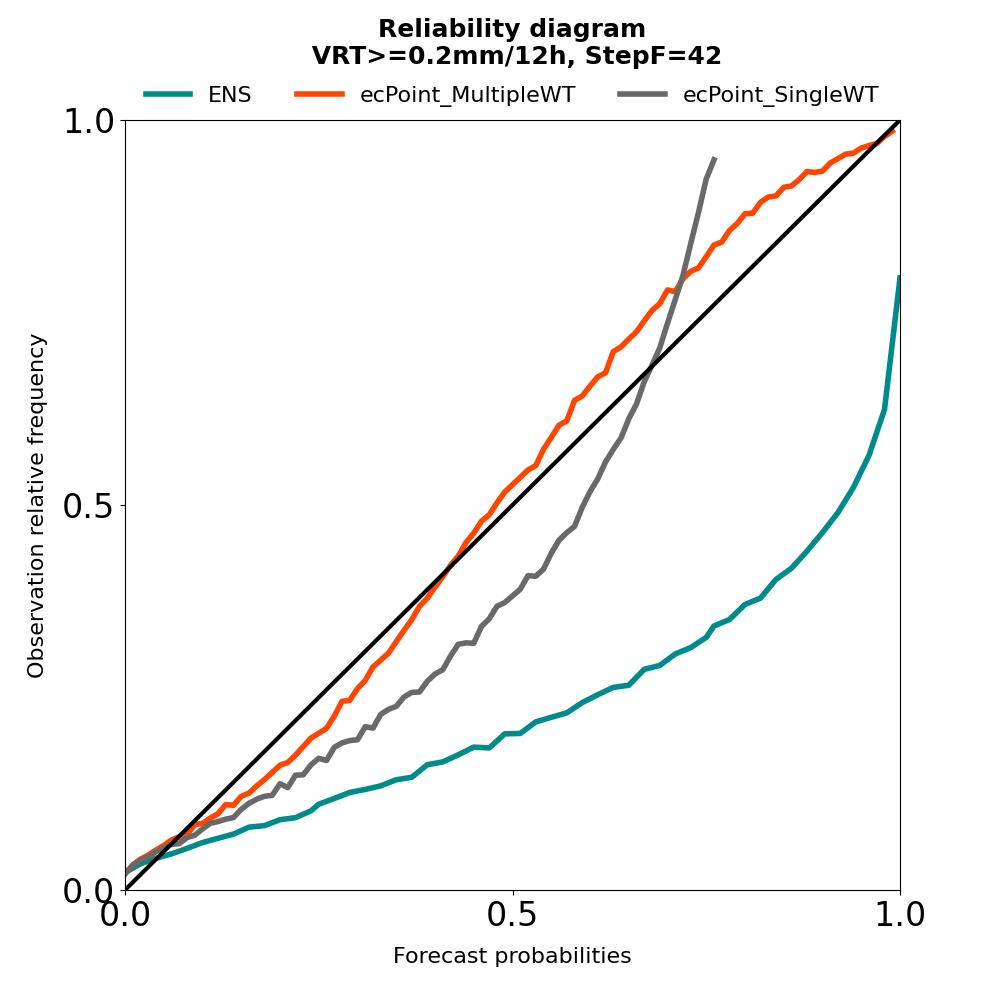 Reliability diagram
VRT>=0.2mm/12h, StepF=42
ENS ecPoint_MultipleWT ecPoint_SingleWT
1.0
0.5
0.0
0.0 0.5 1.0
Observation relative frequency
Forecast probabilities